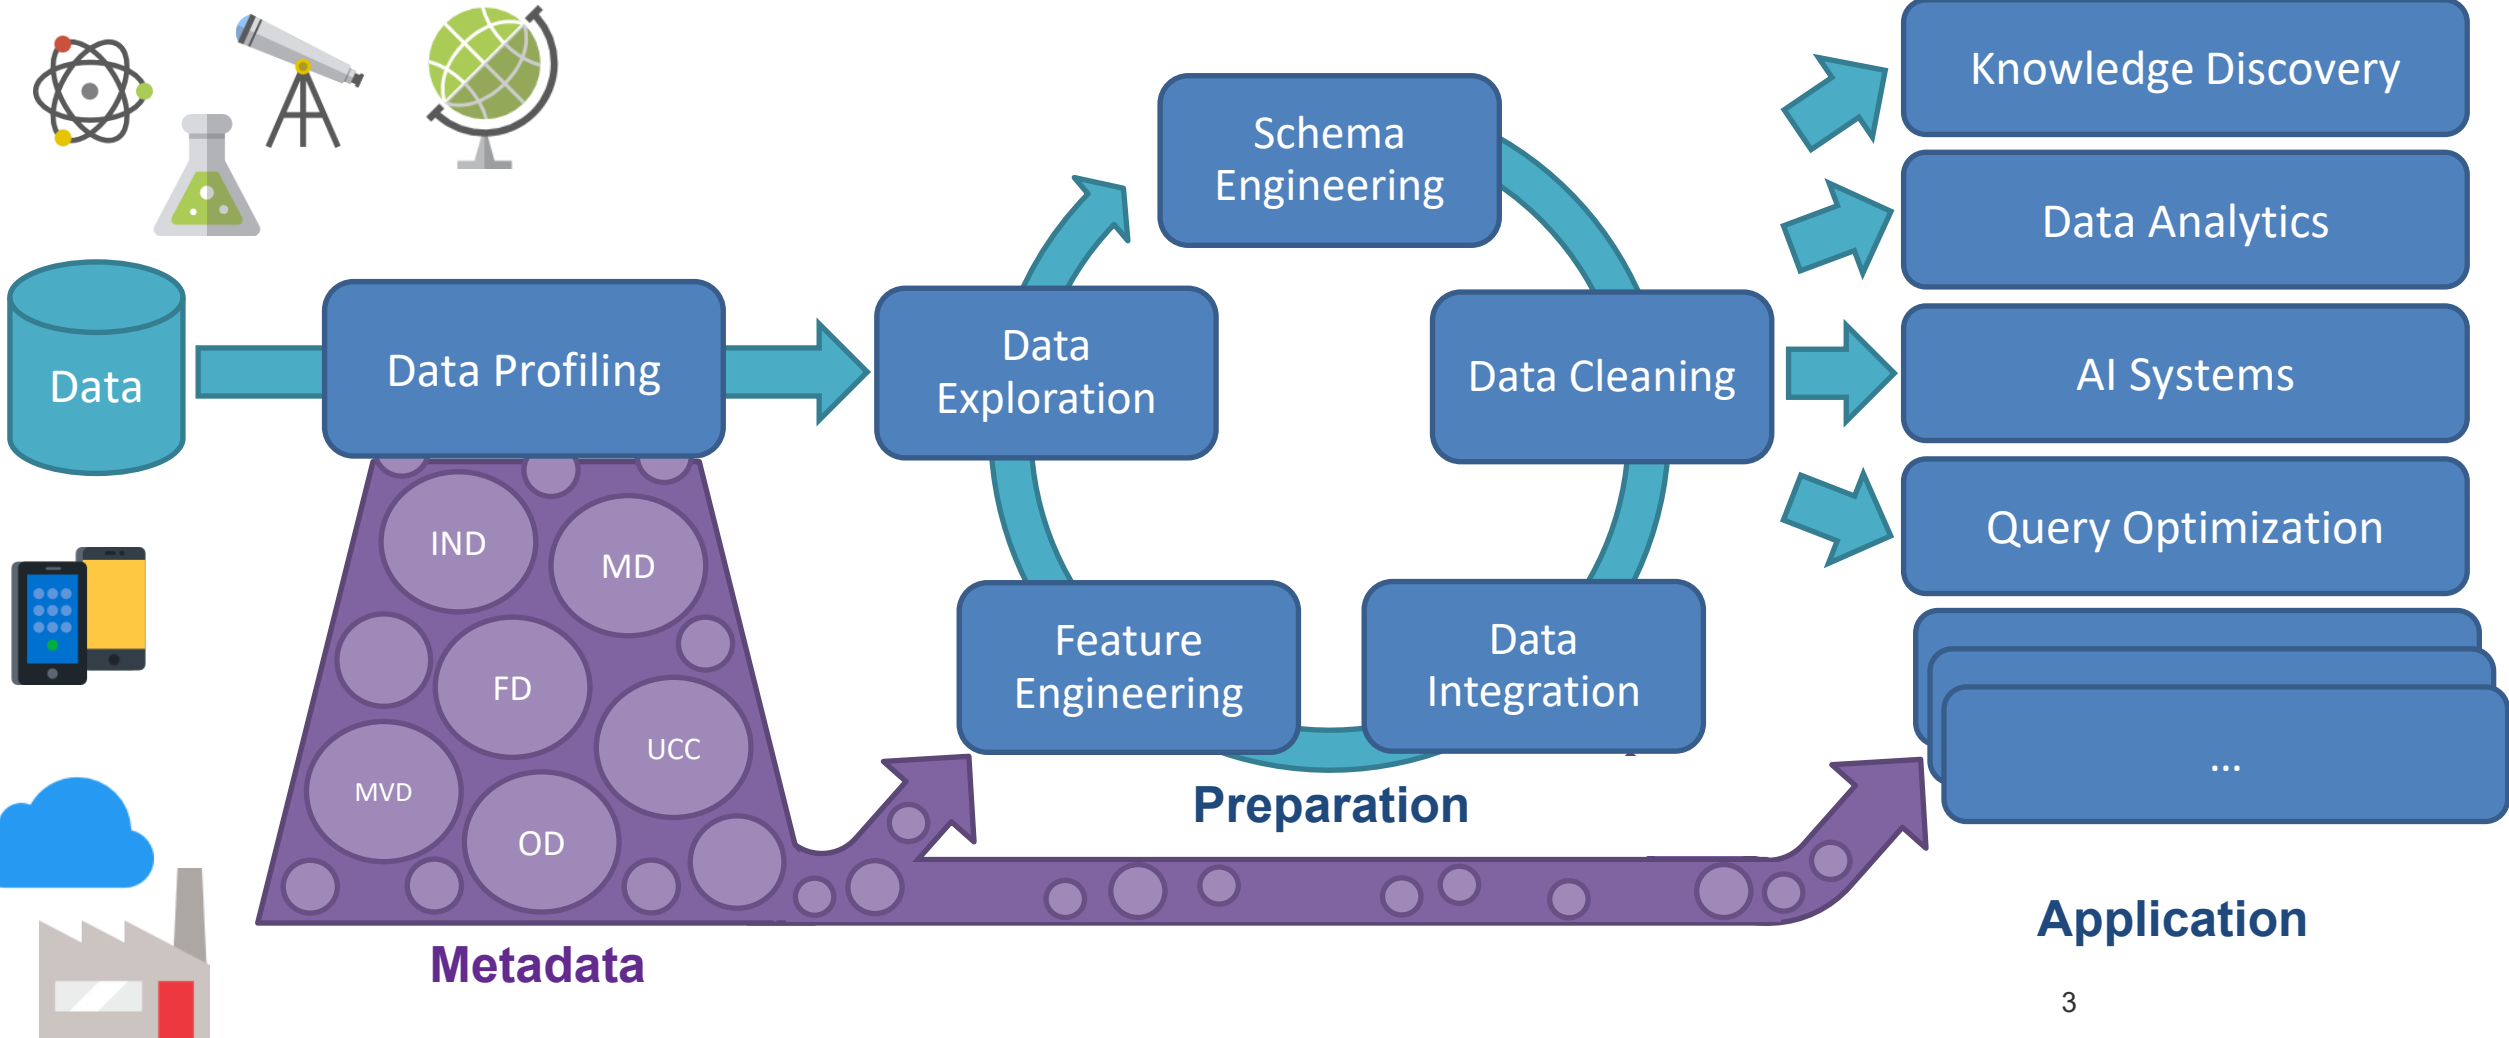 Data
Data Profiling
IND
MD
FD
UCC
MVD
OD
Metadata
Data
Exploration
Schema
Engineering
Data Cleaning
Data
Integration
Feature
Engineering
Preparation
Knowledge Discovery
Data Analytics
AI Systems
Query Optimization
...
Application
3